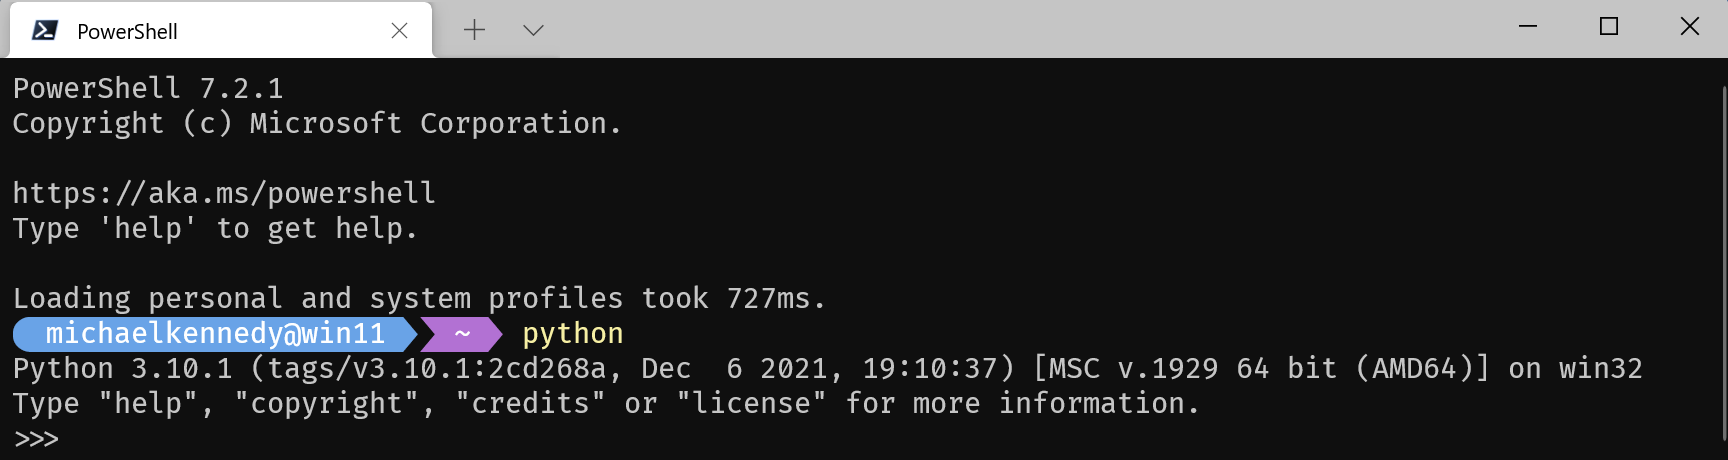 PowerShell
PowerShell 7.2.1
Copyright (c) Microsoft Corporation.
https://aka.ms/powershell
Type 'help' to get help.
Loading personal and system profiles took 727ms.
michaelkennedy@win11 ~ python
Python 3.10.1 (tags/v3.10.1:2cd268a, Dec  6 2021, 19:10:37) [MSC v.1929 64 bit (AMD64)] on win32
Type "help", "copyright", "credits" or "license" for more information.
>>>